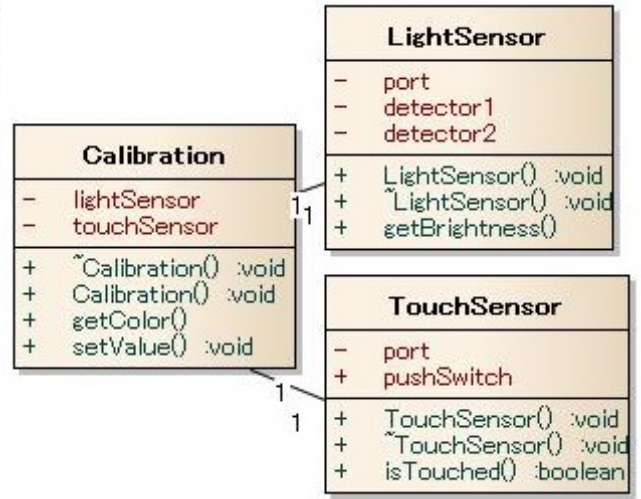 LightSensor
- port
- detector1
- detector2
+ LightSensor() :void
+ ~LightSensor() :void
+ getBrightness()
Calibration
- lightSensor
- touchSensor
+ ~Calibration() :void
+ Calibration() :void
+ getColor()
+ setValue() :void
1
1
TouchSensor
- port
+ pushSwitch
+ TouchSensor() :void
+ ~TouchSensor() :void
+ isTouched() :boolean
1
1